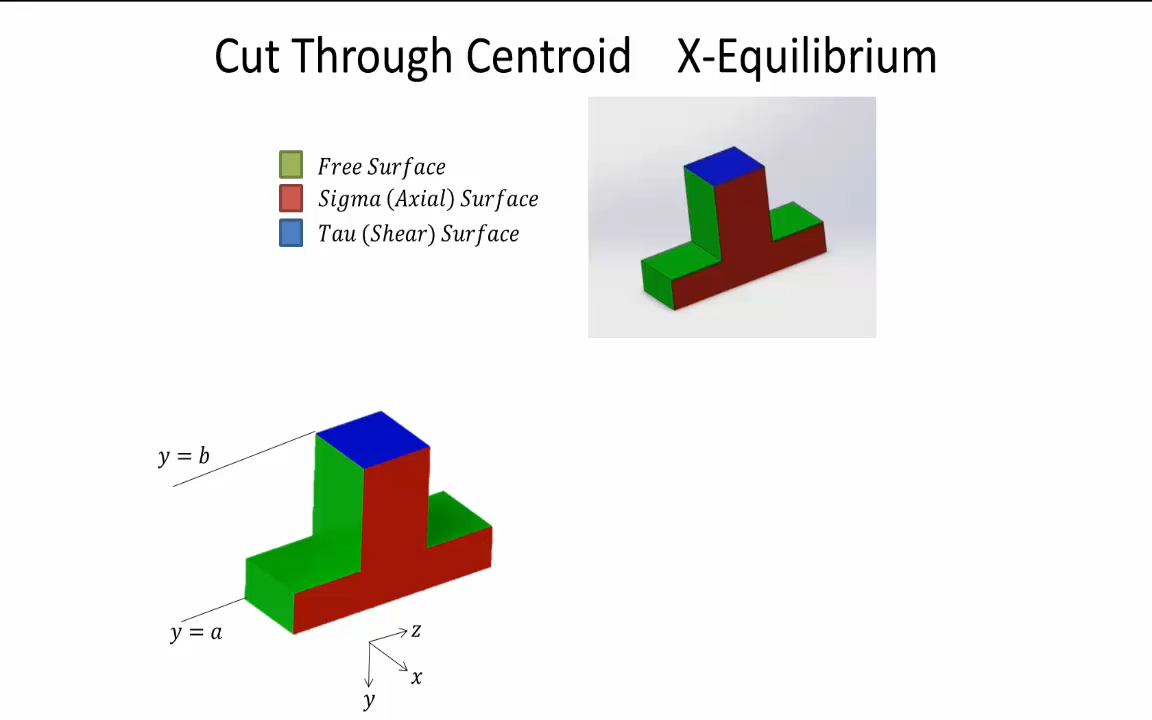 Cut Through Centroid X-Equilibrium
Free Surface
Sigma (Axial) Surface
Tau (Shear) Surface
y = b
y = a
z
x
y